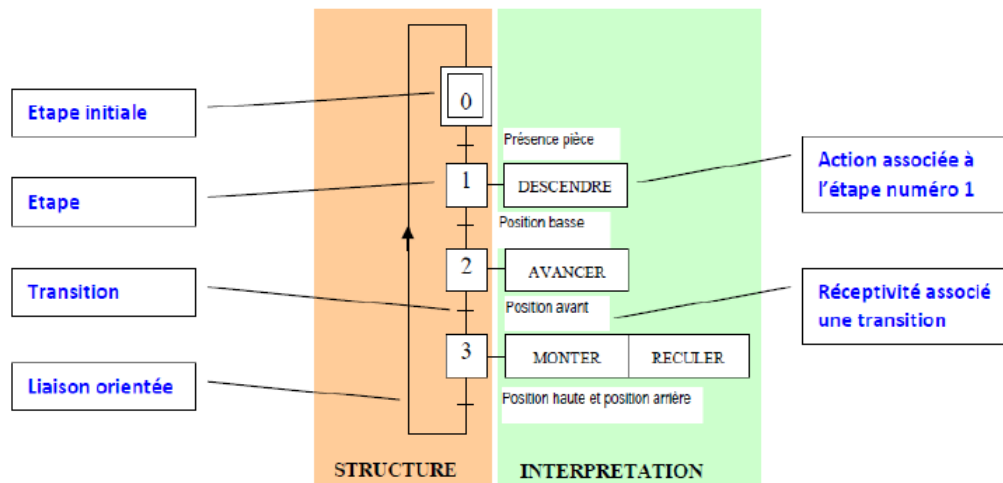 Etape initiale
0
Présence pièce
Etape
1
DESCENDRE
Action associée à
l'étape numéro 1
Position basse
2
AVANCER
Transition
Position avant
Réceptivité associé
une transition
3
MONTER
RECULER
Liaison orientée
Position haute et position arrière
STRUCTURE
INTERPRETATION